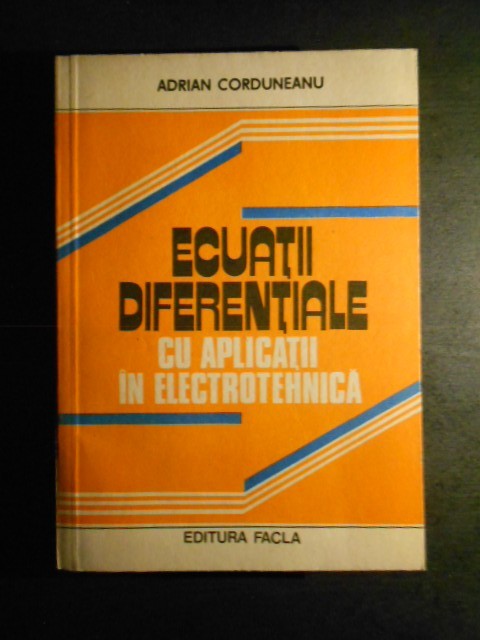 ADRIAN CORDUNEANU
ECUAȚII
DIFERENȚIALE
CU APLICAȚII
ÎN ELECTROTEHNICĂ
EDITURA FACLA